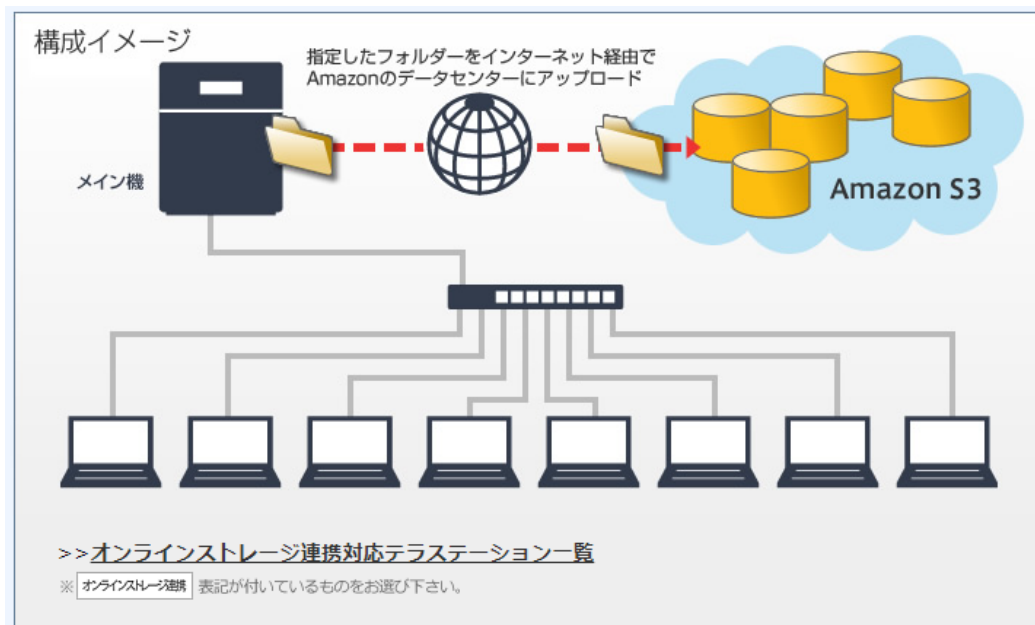 構成イメージ
指定したフォルダーをインターネット経由で
Amazonのデータセンターにアップロード
メイン機
Amazon S3
>>オンラインストレージ連携対応テラステーション一覧
※ オンラインストレージ連携 表記が付いているものをお選び下さい。